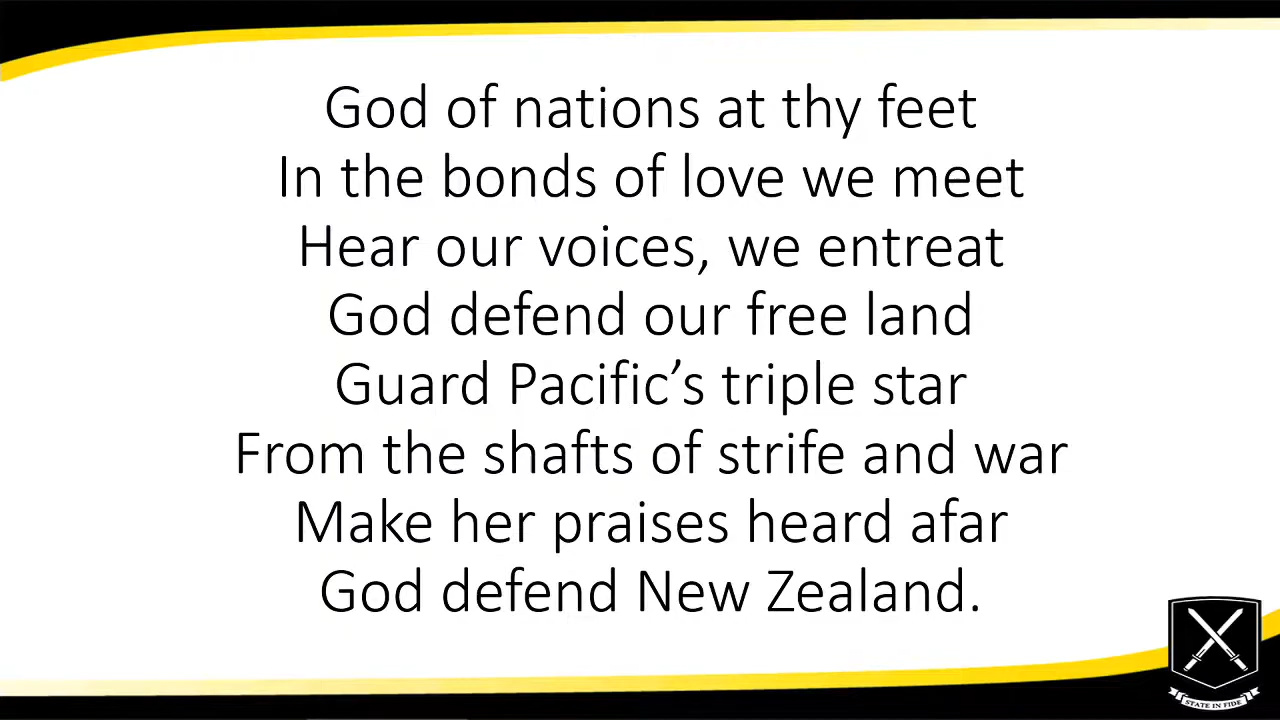 God of nations at thy feet
In the bonds of love we meet
Hear our voices, we entreat
God defend our free land
Guard Pacific’s triple star
From the shafts of strife and war
Make her praises heard afar
God defend New Zealand.
STATE IN FIDE